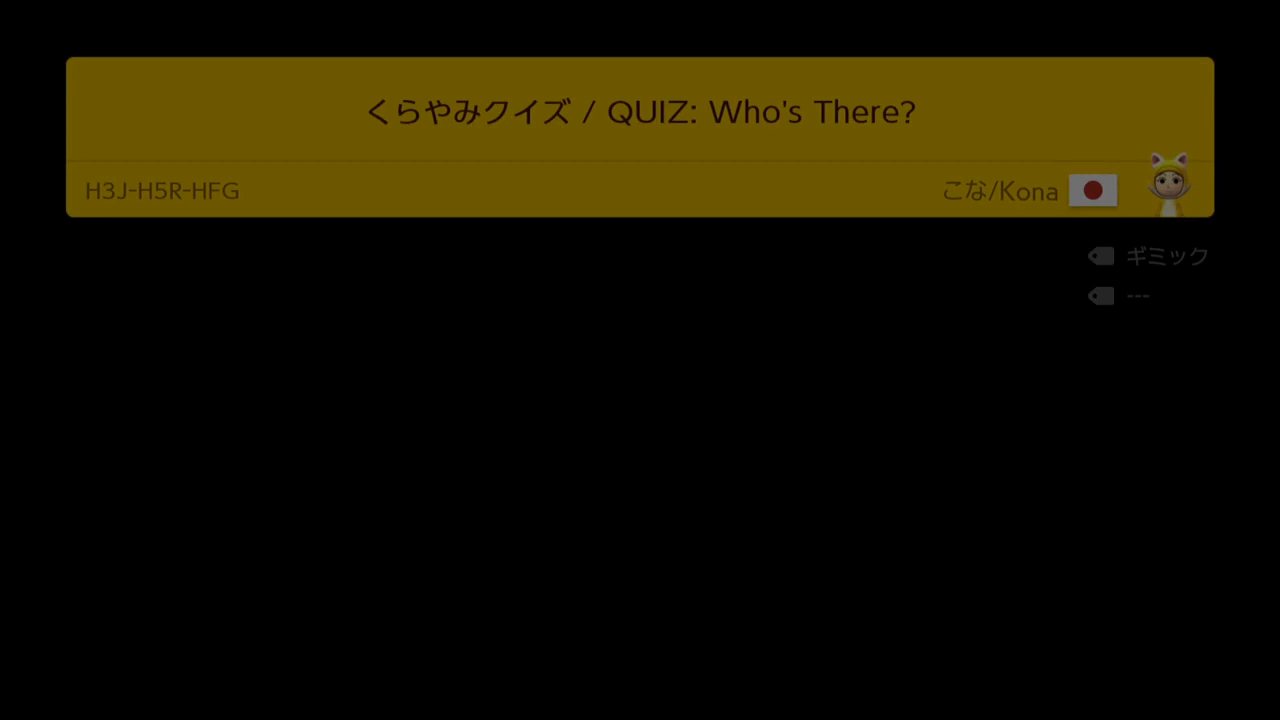 くらやみクイズ / QUIZ: Who's There?
H3J-H5R-HFG
こな/Kona
ギミック
---